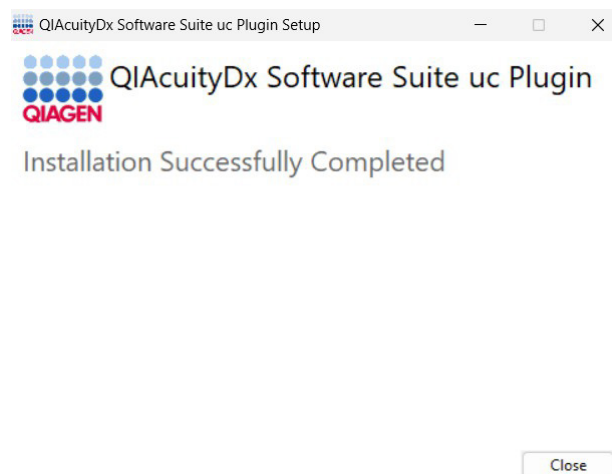 QIAcuityDx Software Suite uc Plugin Setup
QIAcuityDx Software Suite uc Plugin
QIAGEN
Installation Successfully Completed
Close